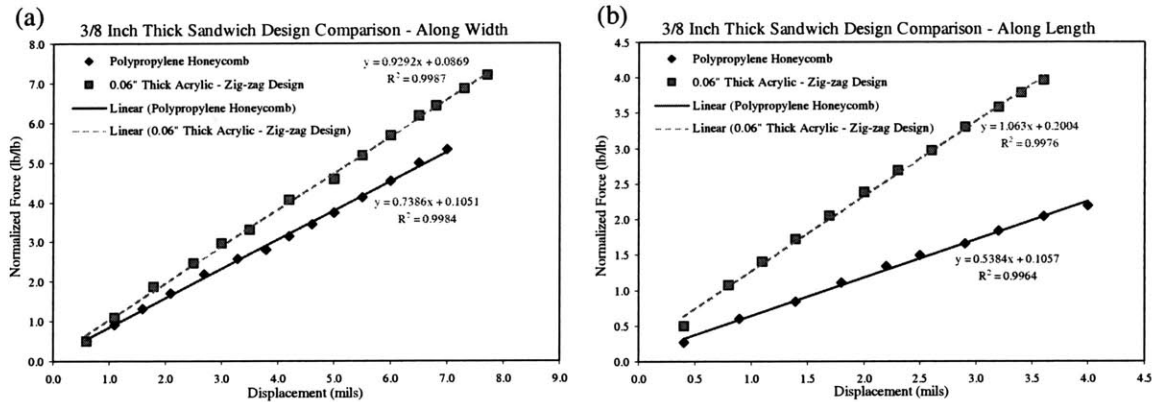 (a)
3/8 Inch Thick Sandwich Design Comparison - Along Width
Normalized Force (lb/lb)
8.0
7.0
6.0
5.0
4.0
3.0
2.0
1.0
0.0
Polypropylene Honeycomb
0.06" Thick Acrylic - Zig-zag Design
Linear (Polypropylene Honeycomb)
Linear (0.06" Thick Acrylic - Zig-zag Design)
y = 0.9292x + 0.0869
R² = 0.9987
y = 0.7386x + 0.1051
R² = 0.9984
0.0 1.0 2.0 3.0 4.0 5.0 6.0 7.0 8.0 9.0
Displacement (mils)
(b)
3/8 Inch Thick Sandwich Design Comparison - Along Length
Normalized Force (lb/lb)
4.5
4.0
3.5
3.0
2.5
2.0
1.5
1.0
0.5
0.0
Polypropylene Honeycomb
0.06" Thick Acrylic - Zig-zag Design
Linear (Polypropylene Honeycomb)
Linear (0.06" Thick Acrylic - Zig-zag Design)
y = 1.063x + 0.2004
R² = 0.9976
y = 0.5384x + 0.1057
R² = 0.9964
0.0 0.5 1.0 1.5 2.0 2.5 3.0 3.5 4.0 4.5
Displacement (mils)